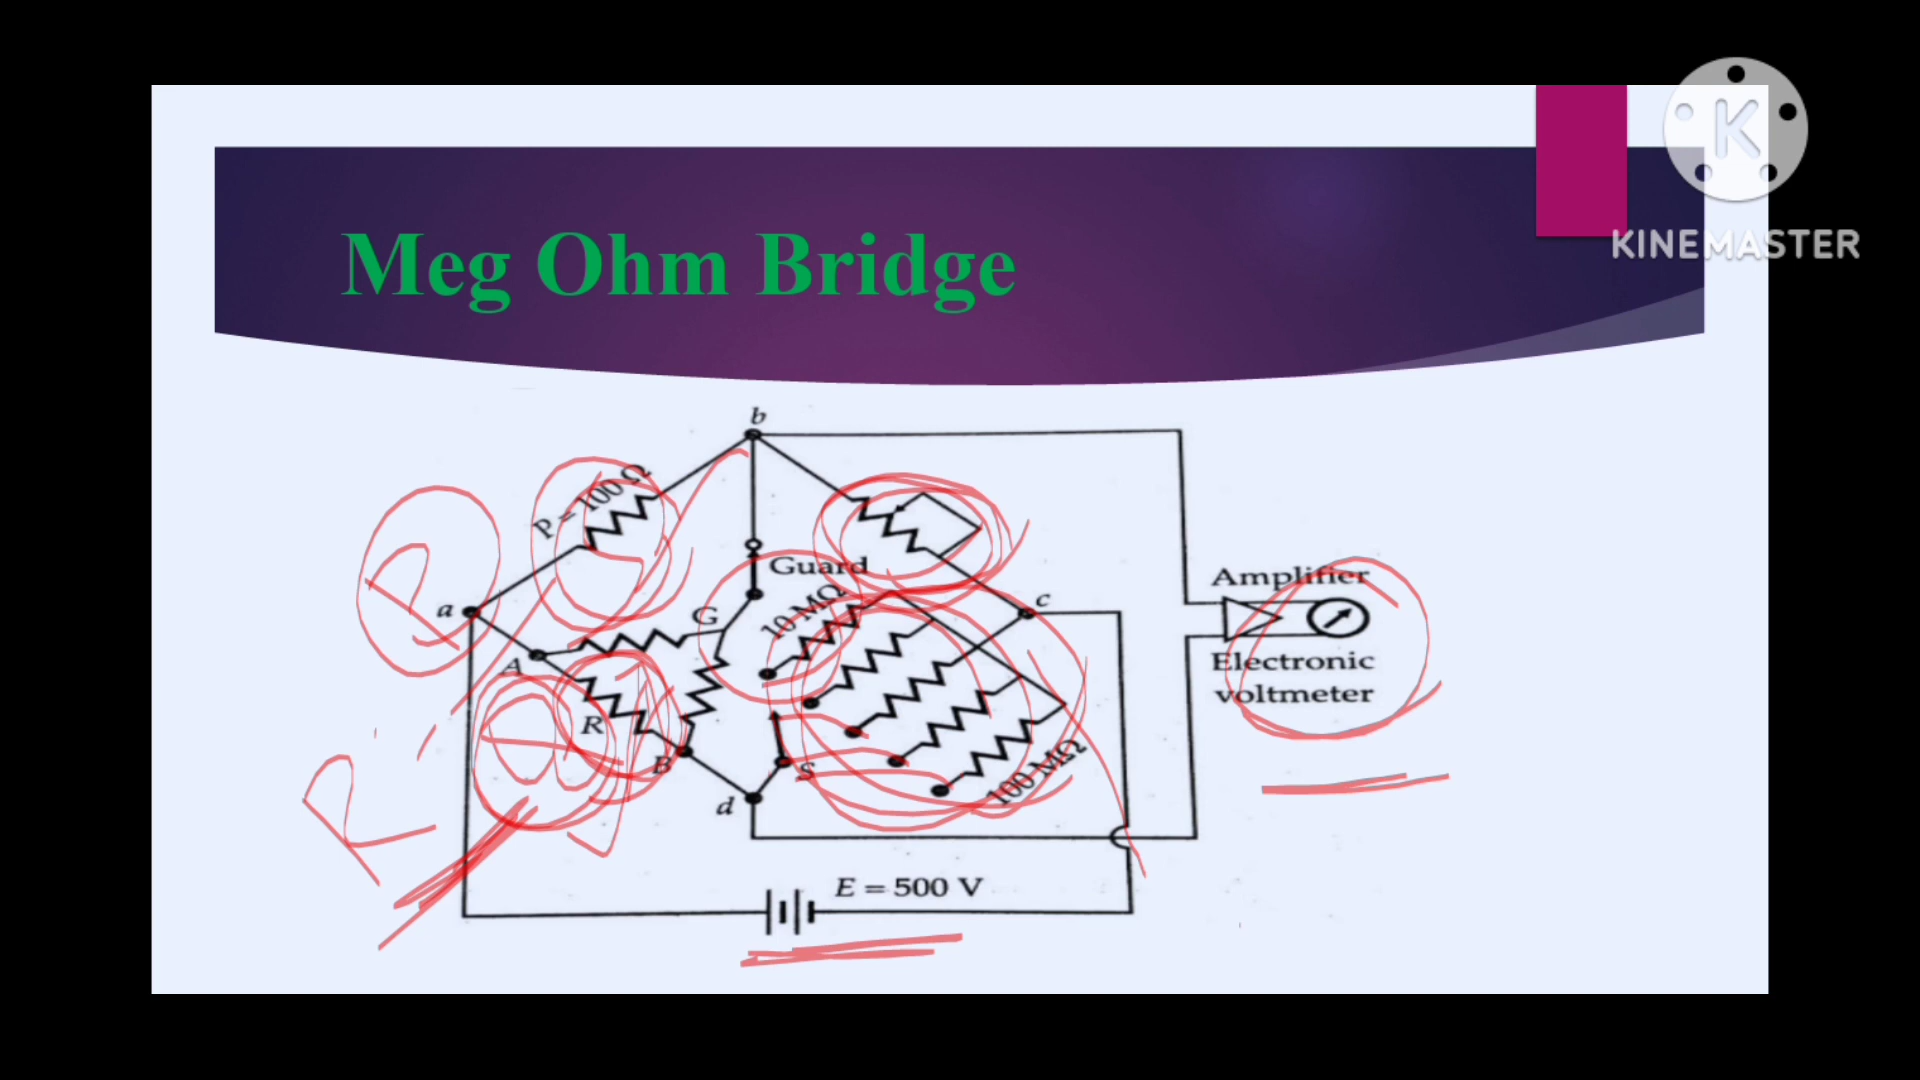 K
KINEMASTER
Meg Ohm Bridge
b
P = 100 Ω
Guard
10 MΩ
G
a
A
c
Amplifier
Electronic
voltmeter
R
B
S
100 MΩ
d
E = 500 V
P
R